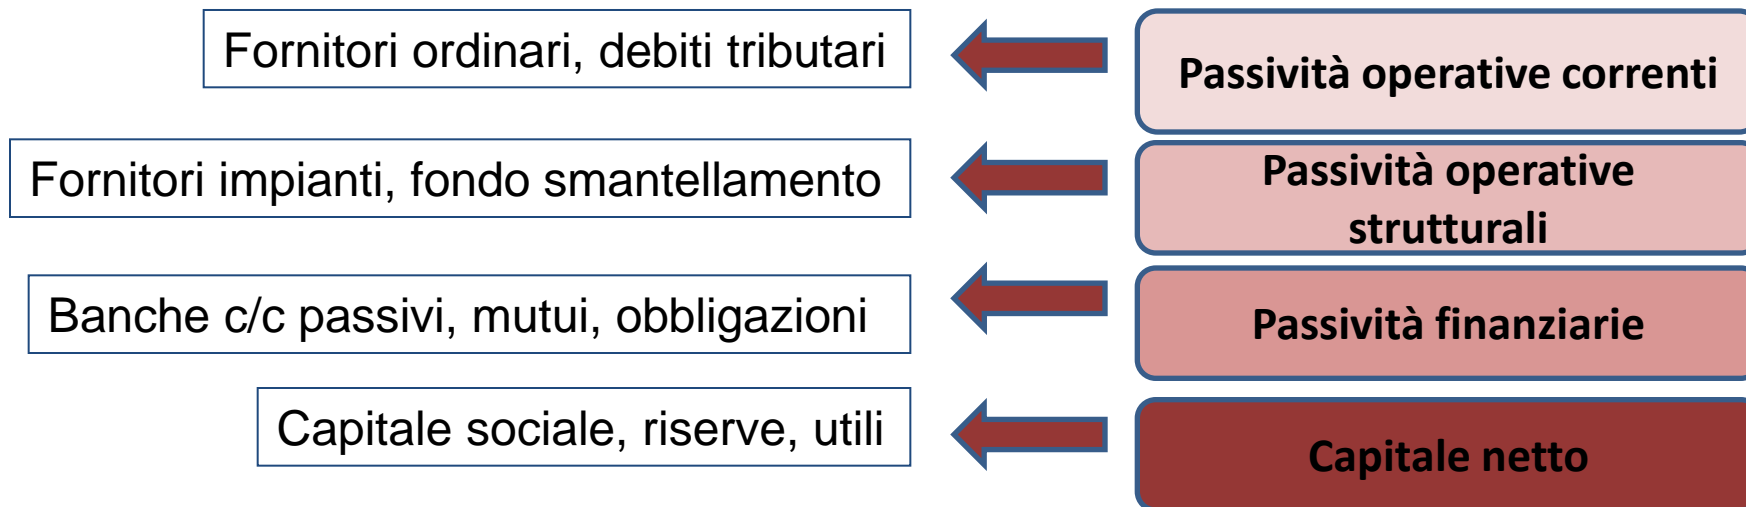 Fornitori ordinari, debiti tributari
Passività operative correnti
Fornitori impianti, fondo smantellamento
Passività operative
strutturali
Banche c/c passivi, mutui, obbligazioni
Passività finanziarie
Capitale sociale, riserve, utili
Capitale netto